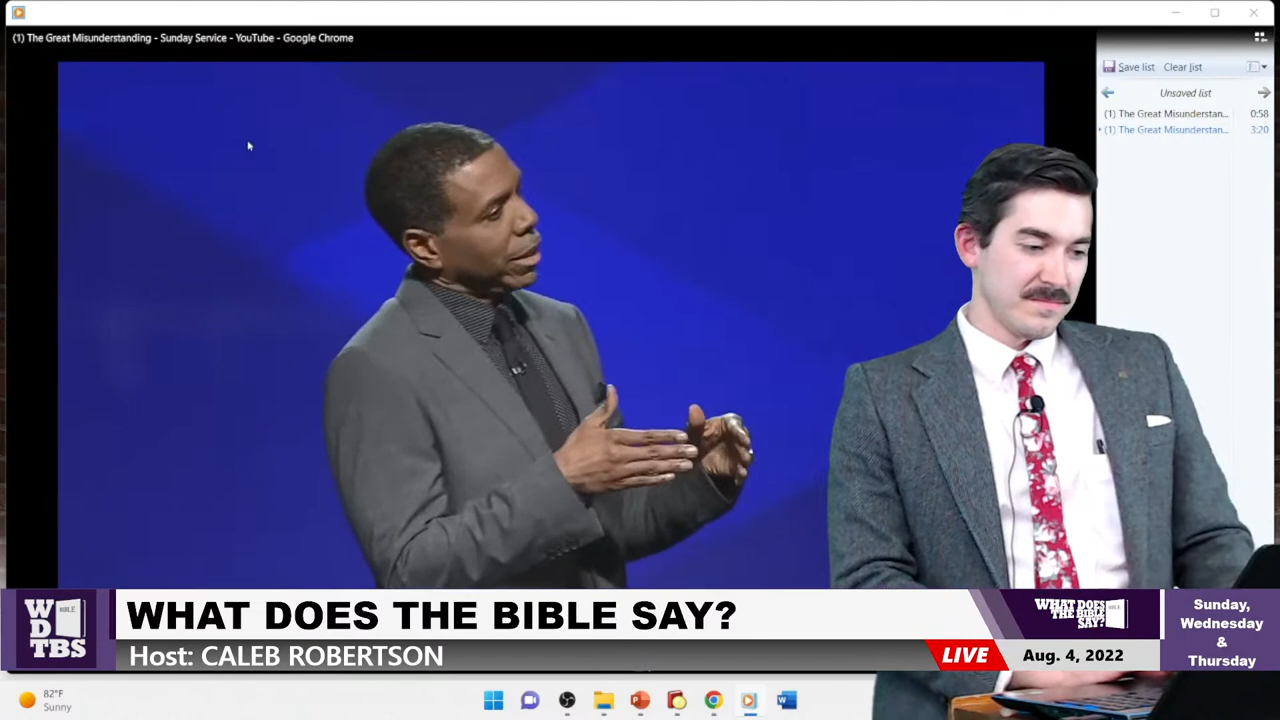 (1) The Great Misunderstanding - Sunday Service - YouTube - Google Chrome
Save list Clear list
Unsaved list
(1) The Great Misunderstan... 0:58
(1) The Great Misunderstan... 3:20
W BIBLE
D
TBS
WHAT DOES THE BIBLE SAY?
Host: CALEB ROBERTSON
WHAT DOES
THE BIBLE
SAY?
LIVE Aug. 4, 2022
Sunday,
Wednesday
&
Thursday
82°F
Sunny